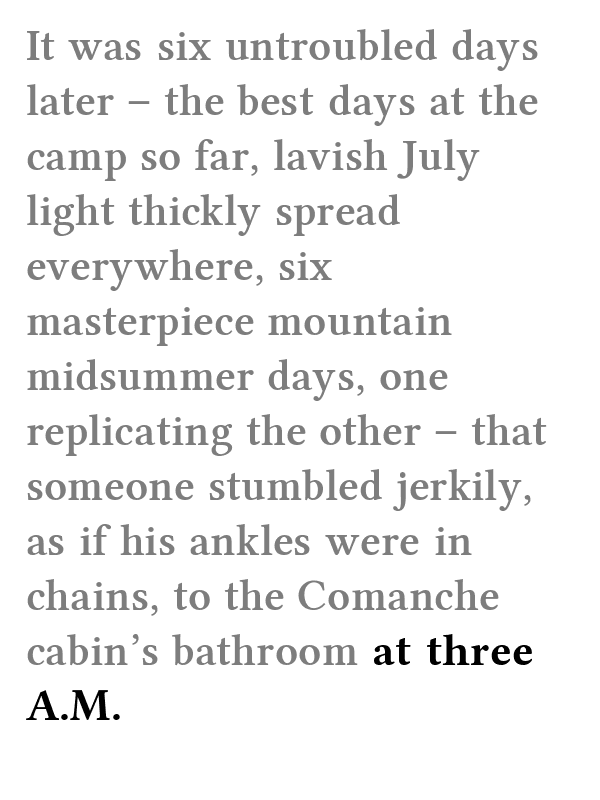 It was six untroubled days
later – the best days at the
camp so far, lavish July
light thickly spread
everywhere, six
masterpiece mountain
midsummer days, one
replicating the other – that
someone stumbled jerkily,
as if his ankles were in
chains, to the Comanche
cabin’s bathroom at three
A.M.